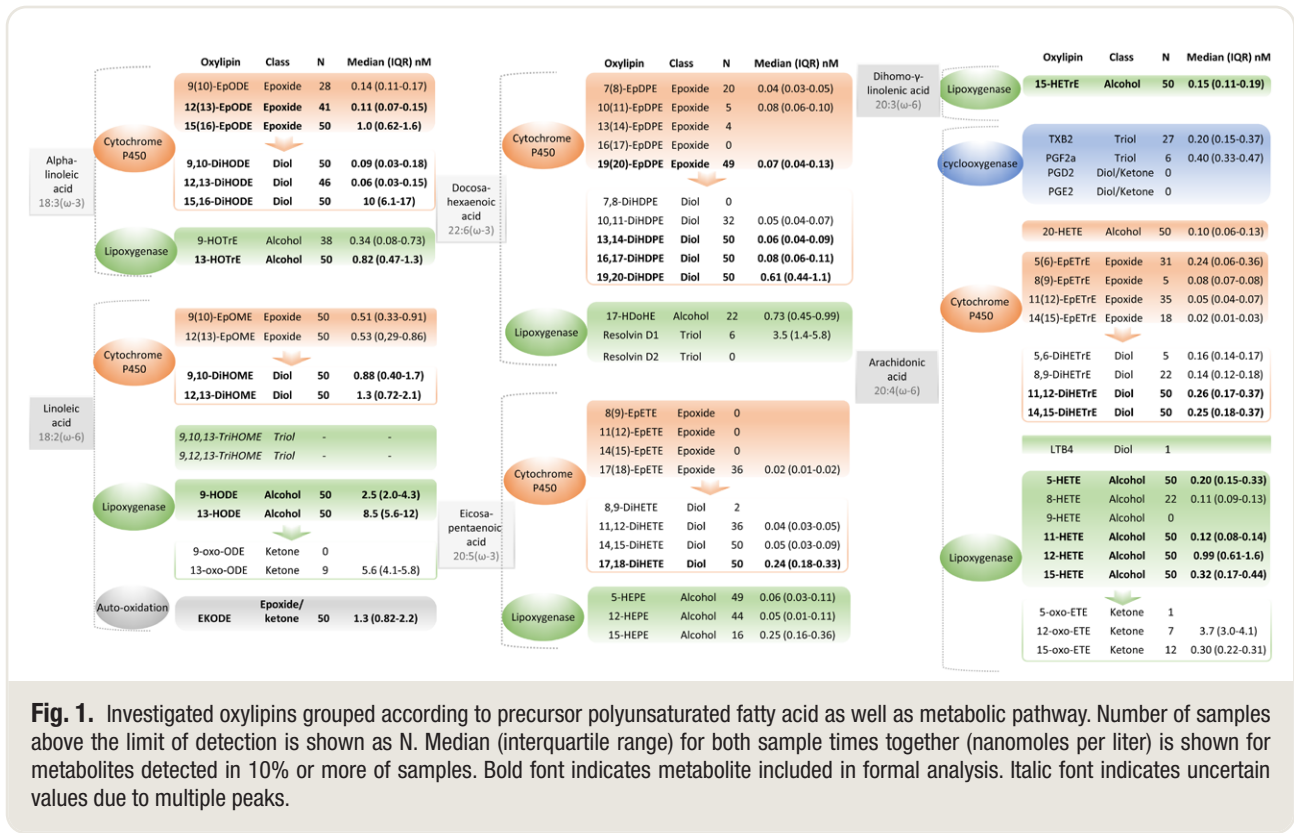 Oxylipin Class N Median (IQR) nM
Alpha-
linoleic
acid
18:3(ω-3)
Cytochrome
P450
9(10)-EpODE Epoxide 28 0.14 (0.11-0.17)
12(13)-EpODE Epoxide 41 0.11 (0.07-0.15)
15(16)-EpODE Epoxide 50 1.0 (0.62-1.6)
9,10-DiHODE Diol 50 0.09 (0.03-0.18)
12,13-DiHODE Diol 46 0.06 (0.03-0.15)
15,16-DiHODE Diol 50 10 (6.1-17)
Lipoxygenase
9-HOTrE Alcohol 38 0.34 (0.08-0.73)
13-HOTrE Alcohol 50 0.82 (0.47-1.3)
Linoleic
acid
18:2(ω-6)
Cytochrome
P450
9(10)-EpOME Epoxide 50 0.51 (0.33-0.91)
12(13)-EpOME Epoxide 50 0.53 (0,29-0.86)
9,10-DiHOME Diol 50 0.88 (0.40-1.7)
12,13-DiHOME Diol 50 1.3 (0.72-2.1)
Lipoxygenase
9,10,13-TriHOME Triol - -
9,12,13-TriHOME Triol - -
9-HODE Alcohol 50 2.5 (2.0-4.3)
13-HODE Alcohol 50 8.5 (5.6-12)
9-oxo-ODE Ketone 0
13-oxo-ODE Ketone 9 5.6 (4.1-5.8)
Auto-oxidation
EKODE Epoxide/
ketone 50 1.3 (0.82-2.2)
Oxylipin Class N Median (IQR) nM
Docosa-
hexaenoic
acid
22:6(ω-3)
Cytochrome
P450
7(8)-EpDPE Epoxide 20 0.04 (0.03-0.05)
10(11)-EpDPE Epoxide 5 0.08 (0.06-0.10)
13(14)-EpDPE Epoxide 4
16(17)-EpDPE Epoxide 0
19(20)-EpDPE Epoxide 49 0.07 (0.04-0.13)
7,8-DiHDPE Diol 0
10,11-DiHDPE Diol 32 0.05 (0.04-0.07)
13,14-DiHDPE Diol 50 0.06 (0.04-0.09)
16,17-DiHDPE Diol 50 0.08 (0.06-0.11)
19,20-DiHDPE Diol 50 0.61 (0.44-1.1)
Lipoxygenase
17-HDoHE Alcohol 22 0.73 (0.45-0.99)
Resolvin D1 Triol 6 3.5 (1.4-5.8)
Resolvin D2 Triol 0
Eicosa-
pentaenoic
acid
20:5(ω-3)
Cytochrome
P450
8(9)-EpETE Epoxide 0
11(12)-EpETE Epoxide 0
14(15)-EpETE Epoxide 0
17(18)-EpETE Epoxide 36 0.02 (0.01-0.02)
8,9-DiHETE Diol 2
11,12-DiHETE Diol 36 0.04 (0.03-0.05)
14,15-DiHETE Diol 50 0.05 (0.03-0.09)
17,18-DiHETE Diol 50 0.24 (0.18-0.33)
Lipoxygenase
5-HEPE Alcohol 49 0.06 (0.03-0.11)
12-HEPE Alcohol 44 0.05 (0.01-0.11)
15-HEPE Alcohol 16 0.25 (0.16-0.36)
Oxylipin Class N Median (IQR) nM
Dihomo-γ-
linolenic acid
20:3(ω-6)
Lipoxygenase
15-HETrE Alcohol 50 0.15 (0.11-0.19)
Arachidonic
acid
20:4(ω-6)
cyclooxygenase
TXB2 Triol 27 0.20 (0.15-0.37)
PGF2a Triol 6 0.40 (0.33-0.47)
PGD2 Diol/Ketone 0
PGE2 Diol/Ketone 0
Cytochrome
P450
20-HETE Alcohol 50 0.10 (0.06-0.13)
5(6)-EpETrE Epoxide 31 0.24 (0.06-0.36)
8(9)-EpETrE Epoxide 5 0.08 (0.07-0.08)
11(12)-EpETrE Epoxide 35 0.05 (0.04-0.07)
14(15)-EpETrE Epoxide 18 0.02 (0.01-0.03)
5,6-DiHETrE Diol 5 0.16 (0.14-0.17)
8,9-DiHETrE Diol 22 0.14 (0.12-0.18)
11,12-DiHETrE Diol 50 0.26 (0.17-0.37)
14,15-DiHETrE Diol 50 0.25 (0.18-0.37)
Lipoxygenase
LTB4 Diol 1
5-HETE Alcohol 50 0.20 (0.15-0.33)
8-HETE Alcohol 22 0.11 (0.09-0.13)
9-HETE Alcohol 0
11-HETE Alcohol 50 0.12 (0.08-0.14)
12-HETE Alcohol 50 0.99 (0.61-1.6)
15-HETE Alcohol 50 0.32 (0.17-0.44)
5-oxo-ETE Ketone 1
12-oxo-ETE Ketone 7 3.7 (3.0-4.1)
15-oxo-ETE Ketone 12 0.30 (0.22-0.31)
Fig. 1. Investigated oxylipins grouped according to precursor polyunsaturated fatty acid as well as metabolic pathway. Number of samples
above the limit of detection is shown as N. Median (interquartile range) for both sample times together (nanomoles per liter) is shown for
metabolites detected in 10% or more of samples. Bold font indicates metabolite included in formal analysis. Italic font indicates uncertain
values due to multiple peaks.